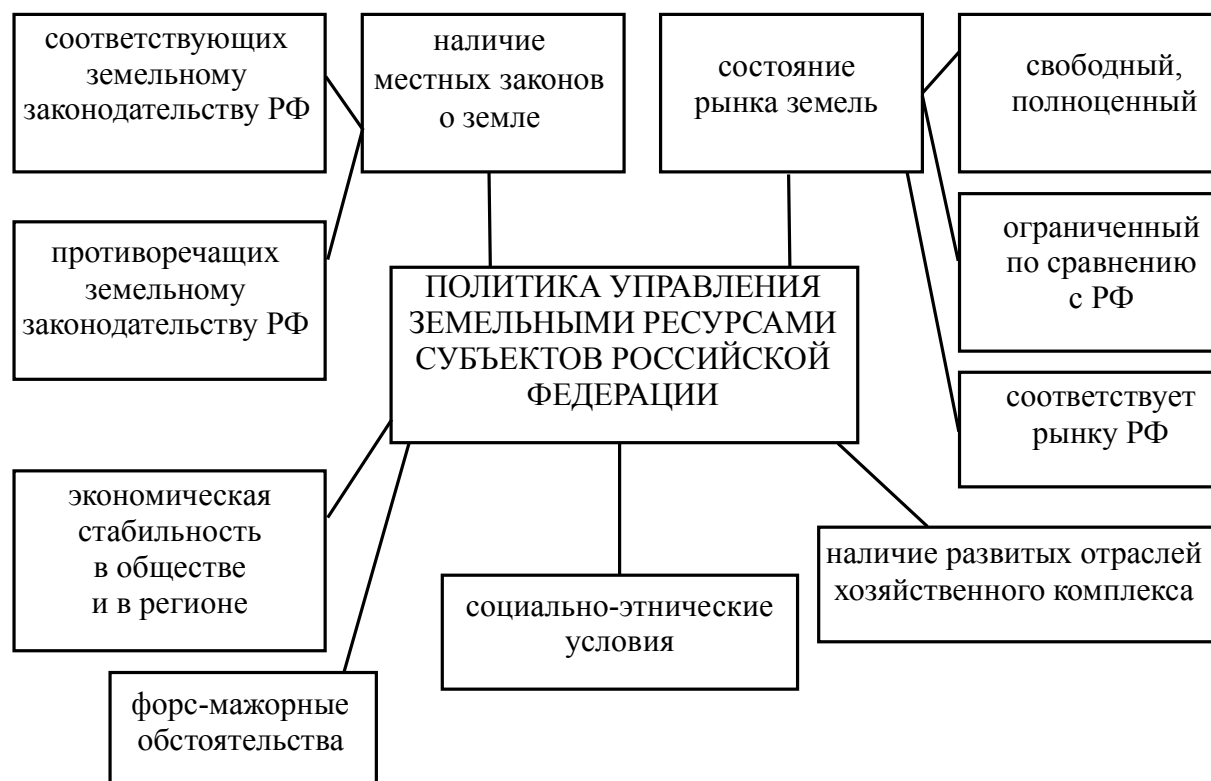 соответствующих
земельному
законодательству РФ
наличие
местных законов
о земле
состояние
рынка земель
свободный,
полноценный
противоречащих
земельному
законодательству РФ
ПОЛИТИКА УПРАВЛЕНИЯ
ЗЕМЕЛЬНЫМИ РЕСУРСАМИ
СУБЪЕКТОВ РОССИЙСКОЙ
ФЕДЕРАЦИИ
ограниченный
по сравнению
с РФ
соответствует
рынку РФ
экономическая
стабильность
в обществе
и в регионе
форс-мажорные
обстоятельства
социально-этнические
условия
наличие развитых отраслей
хозяйственного комплекса